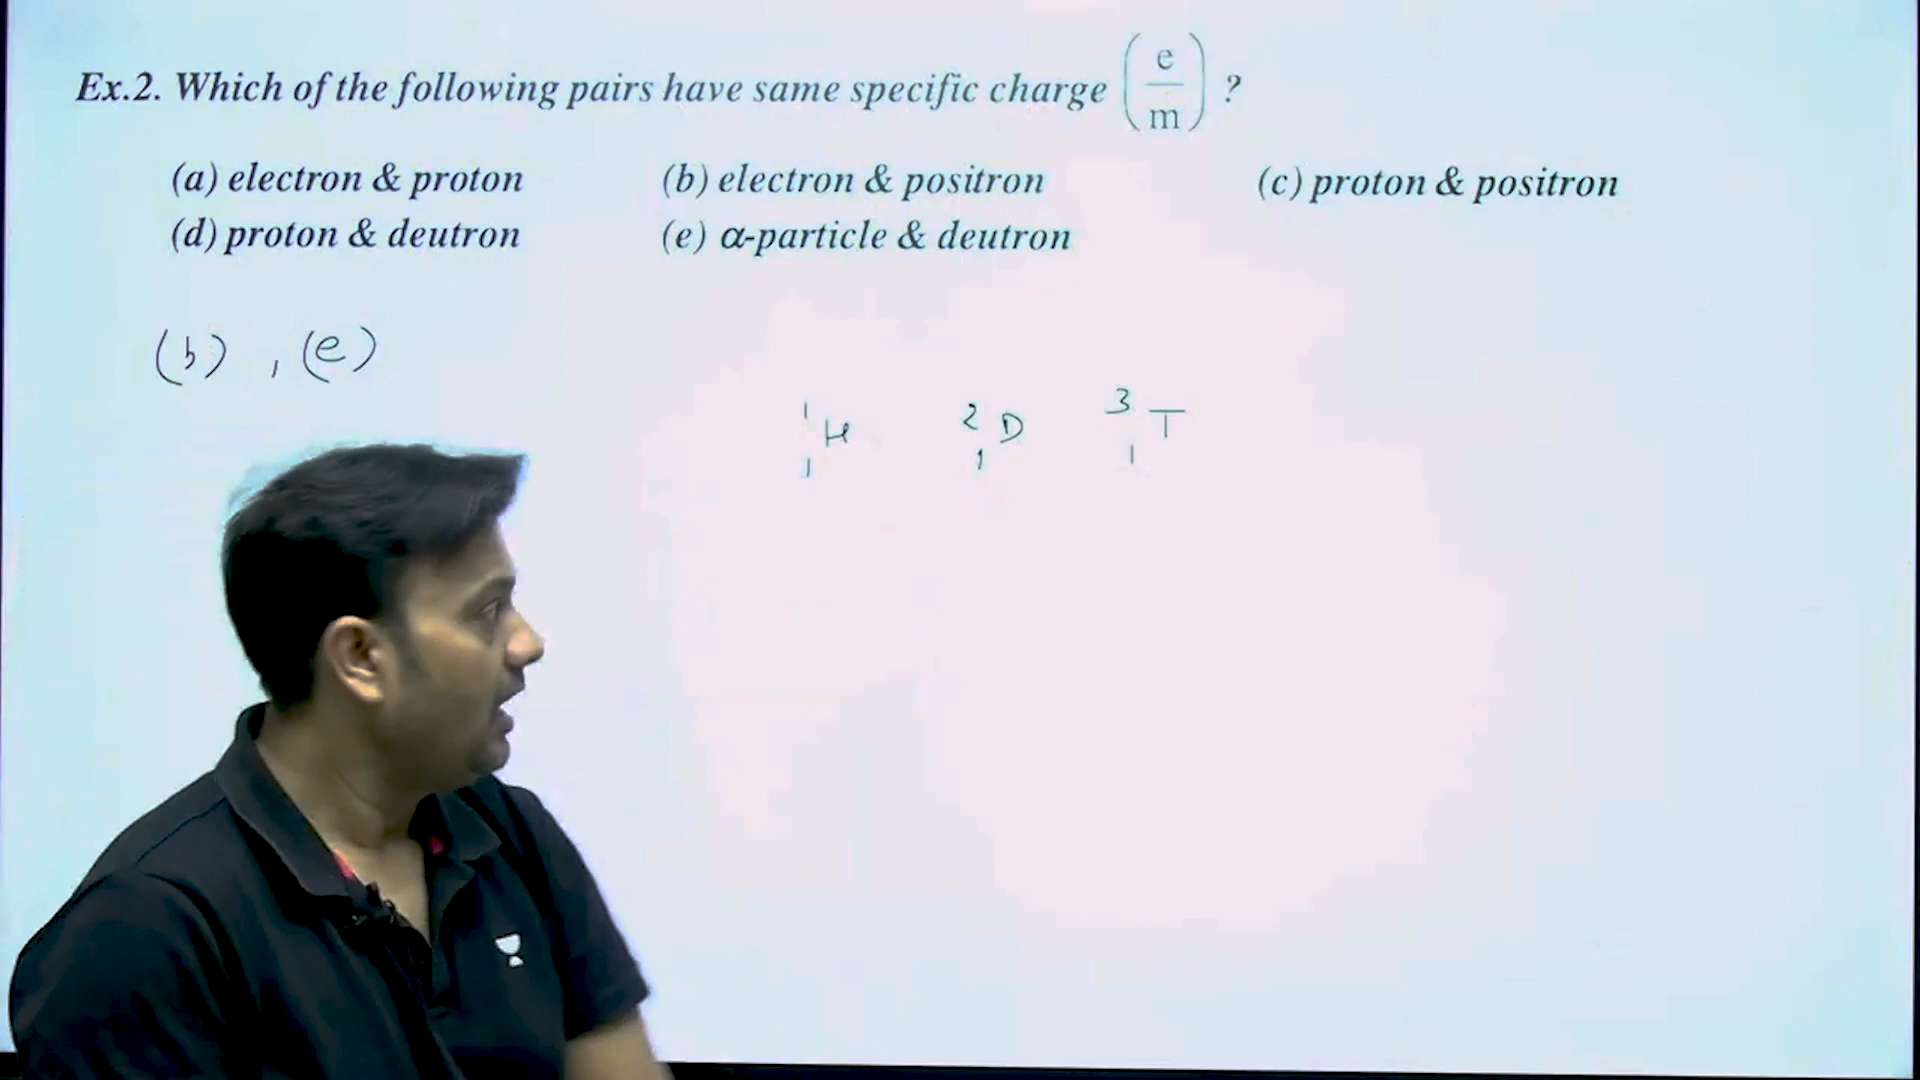 Ex.2. Which of the following pairs have same specific charge (e/m) ?
(a) electron & proton (b) electron & positron (c) proton & positron
(d) proton & deutron (e) α-particle & deutron
(b) , (e)
¹₁H ²₁D ³₁T